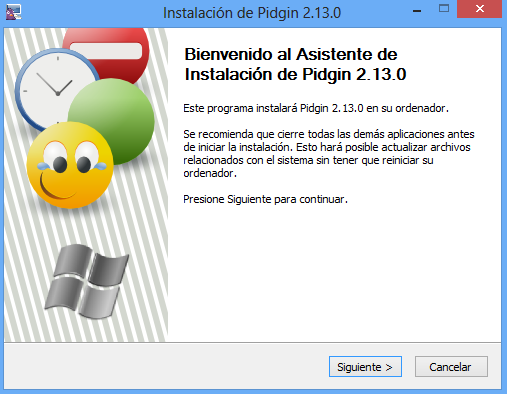 Instalación de Pidgin 2.13.0
Bienvenido al Asistente de
Instalación de Pidgin 2.13.0
Este programa instalará Pidgin 2.13.0 en su ordenador.
Se recomienda que cierre todas las demás aplicaciones antes
de iniciar la instalación. Esto hará posible actualizar archivos
relacionados con el sistema sin tener que reiniciar su
ordenador.
Presione Siguiente para continuar.
Siguiente >
Cancelar